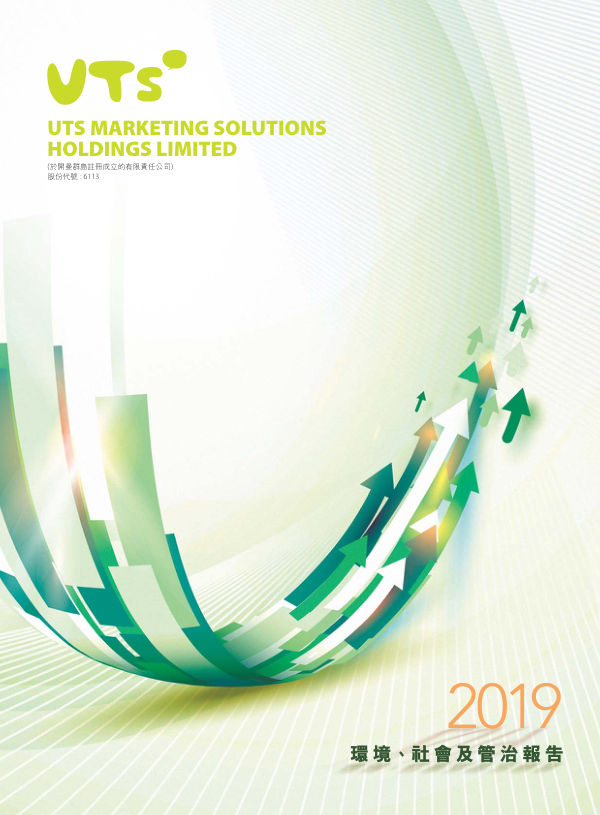 UTS
UTS MARKETING SOLUTIONS
HOLDINGS LIMITED
(於開曼群島註冊成立的有限責任公司)
股份代號 : 6113
2019
環境、社會及管治報告